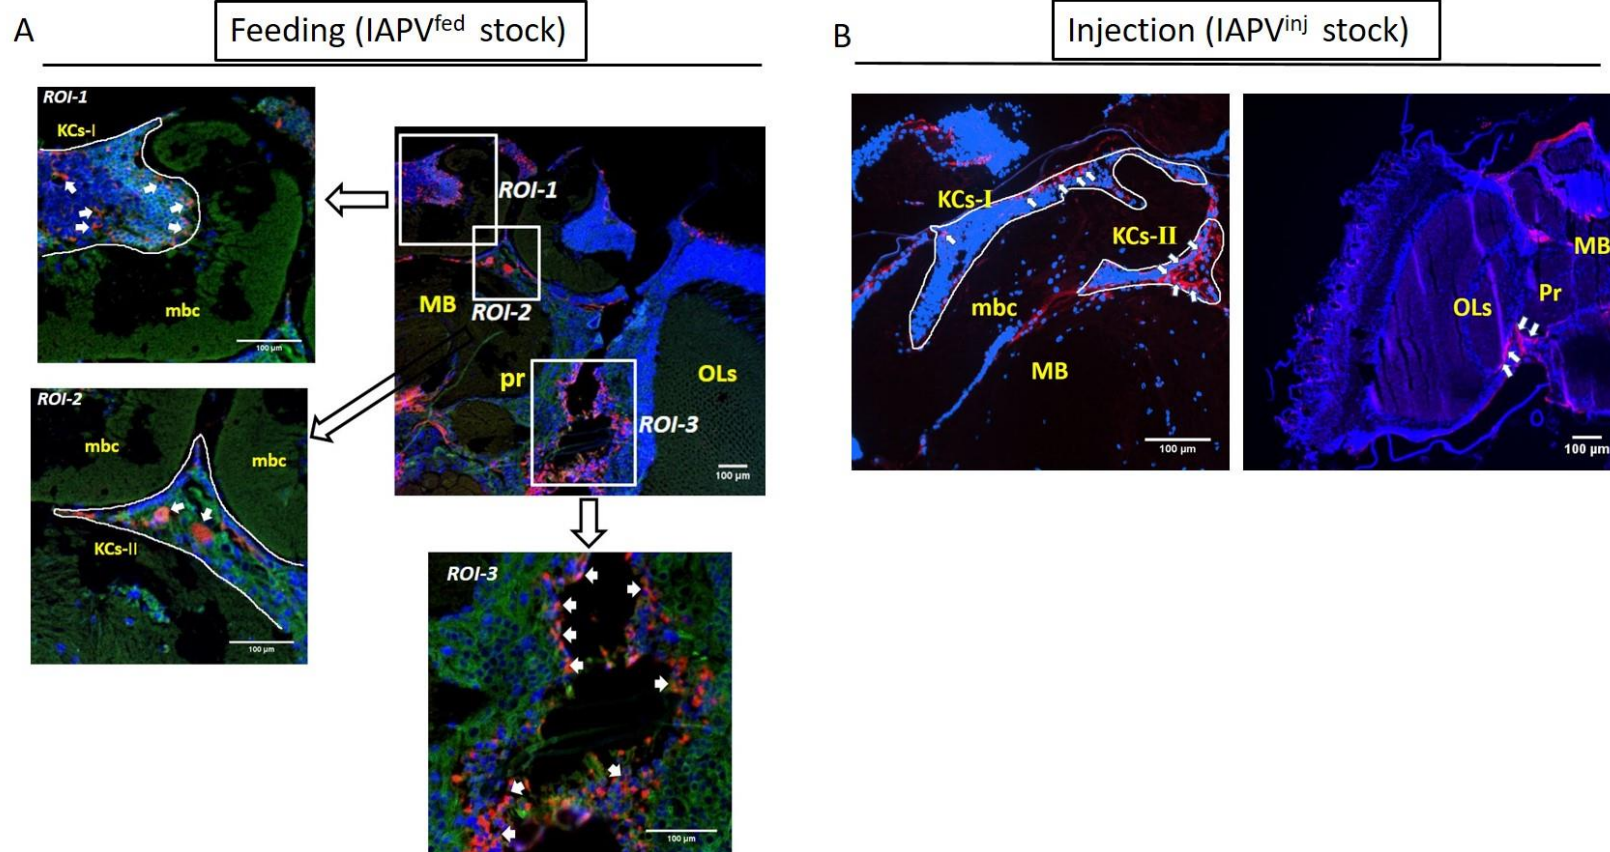 A
Feeding (IAPVfed stock)
ROI-1
KCs-I
mbc
100 µm
ROI-1
ROI-2
MB
pr
OLs
ROI-3
100 µm
ROI-2
mbc
mbc
KCs-II
100 µm
ROI-3
100 µm
B
Injection (IAPVinj stock)
KCs-I
KCs-II
mbc
MB
100 µm
MB
OLs
Pr
100 µm